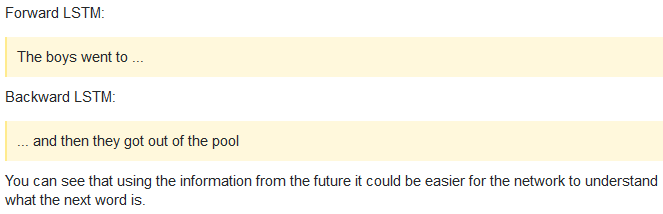 Forward LSTM:
The boys went to ...
Backward LSTM:
... and then they got out of the pool
You can see that using the information from the future it could be easier for the network to understand
what the next word is.